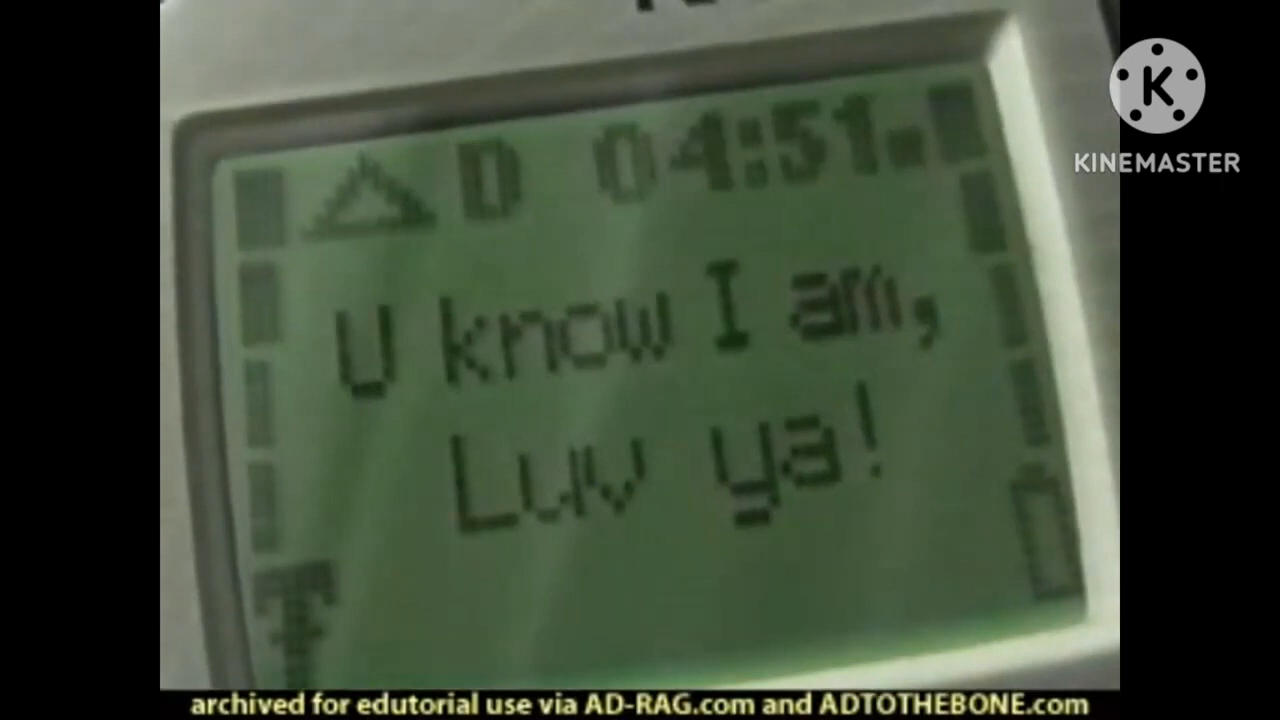 D 04:51
U know I am,
Luv ya!
K
KINEMASTER
archived for edutorial use via AD-RAG.com and ADTOTHEBONE.com